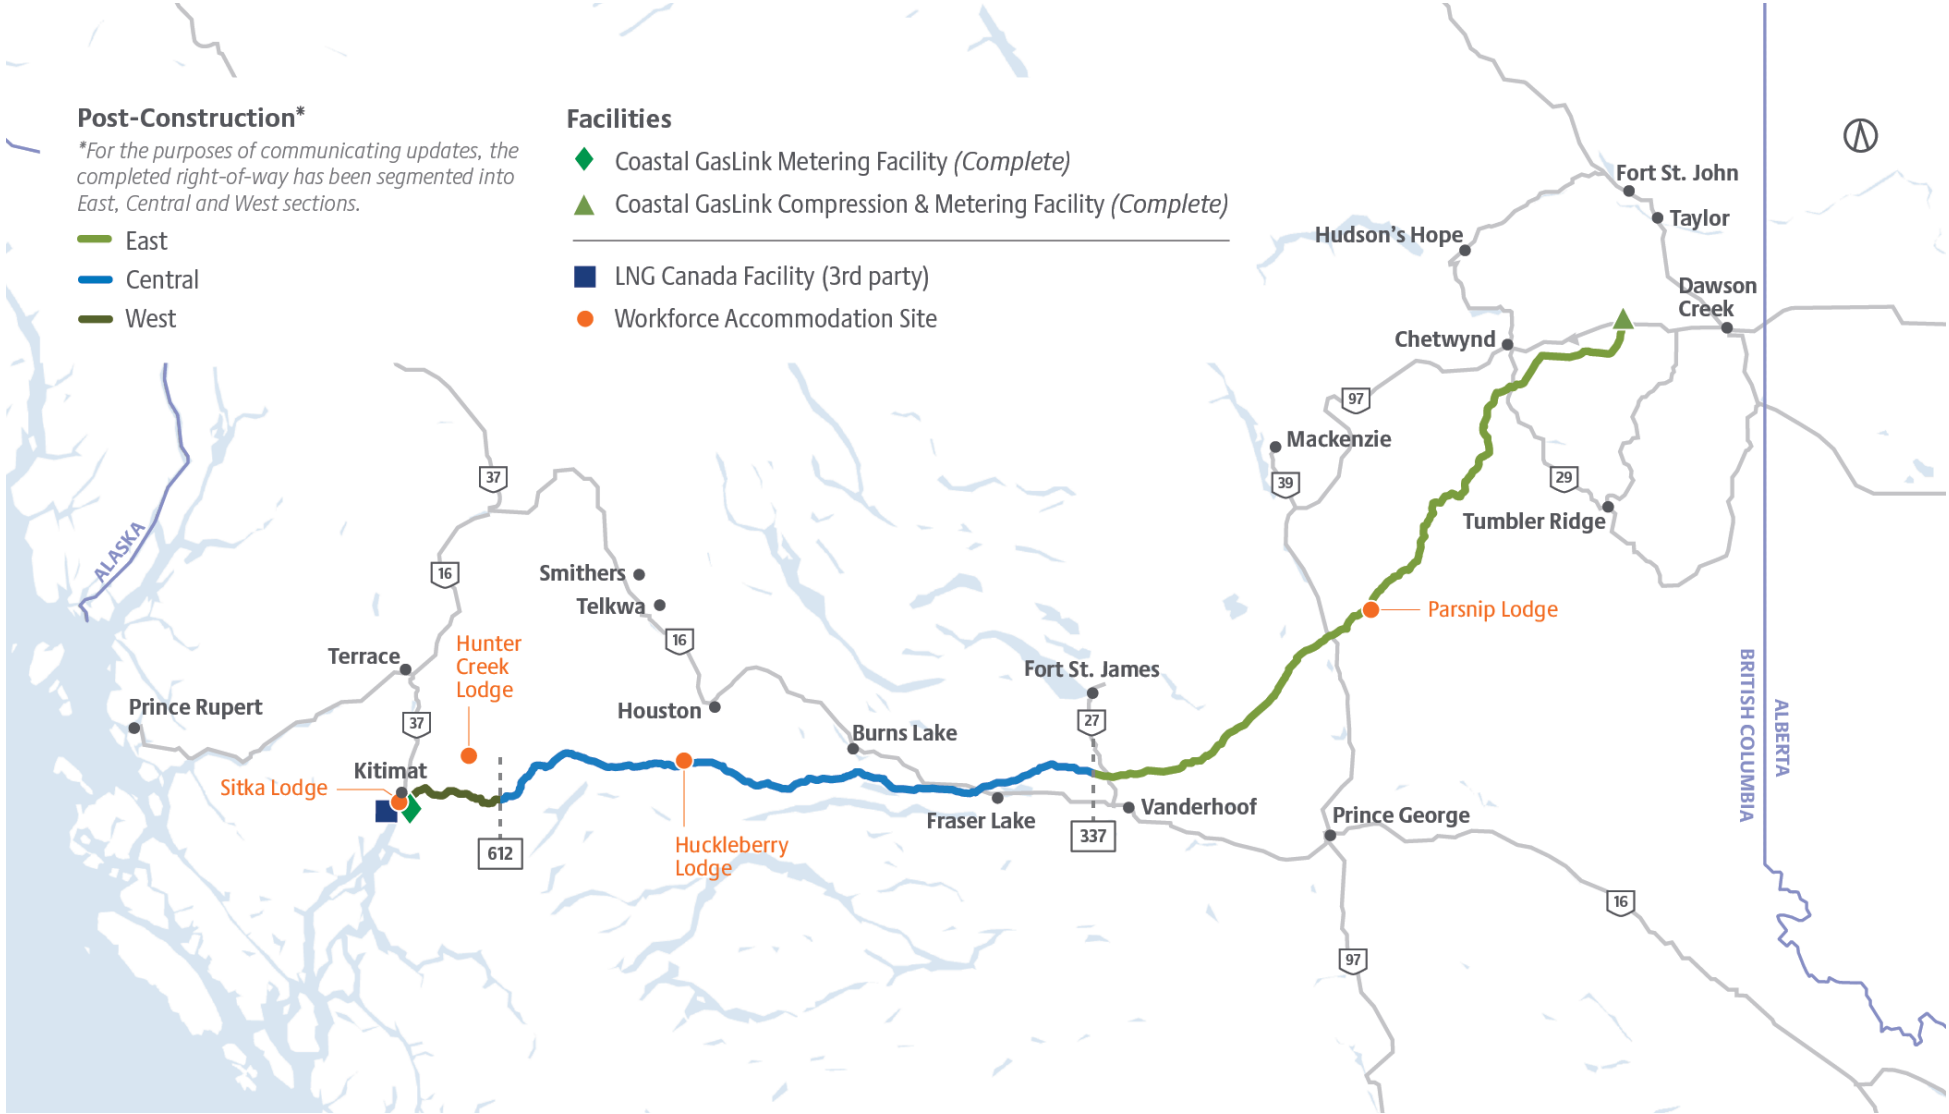 Post-Construction*
*For the purposes of communicating updates, the
completed right-of-way has been segmented into
East, Central and West sections.
East
Central
West
Facilities
Coastal GasLink Metering Facility (Complete)
Coastal GasLink Compression & Metering Facility (Complete)
LNG Canada Facility (3rd party)
Workforce Accommodation Site
Fort St. John
Taylor
Hudson's Hope
Dawson
Creek
Chetwynd
97
Mackenzie
39
29
Tumbler Ridge
37
16
ALASKA
Smithers
Telkwa
16
Parsnip Lodge
Hunter
Creek
Lodge
Terrace
Fort St. James
Prince Rupert
37
Houston
27
Burns Lake
BRITISH COLUMBIA
ALBERTA
Kitimat
Sitka Lodge
Fraser Lake
Vanderhoof
Prince George
337
612
Huckleberry
Lodge
16
97